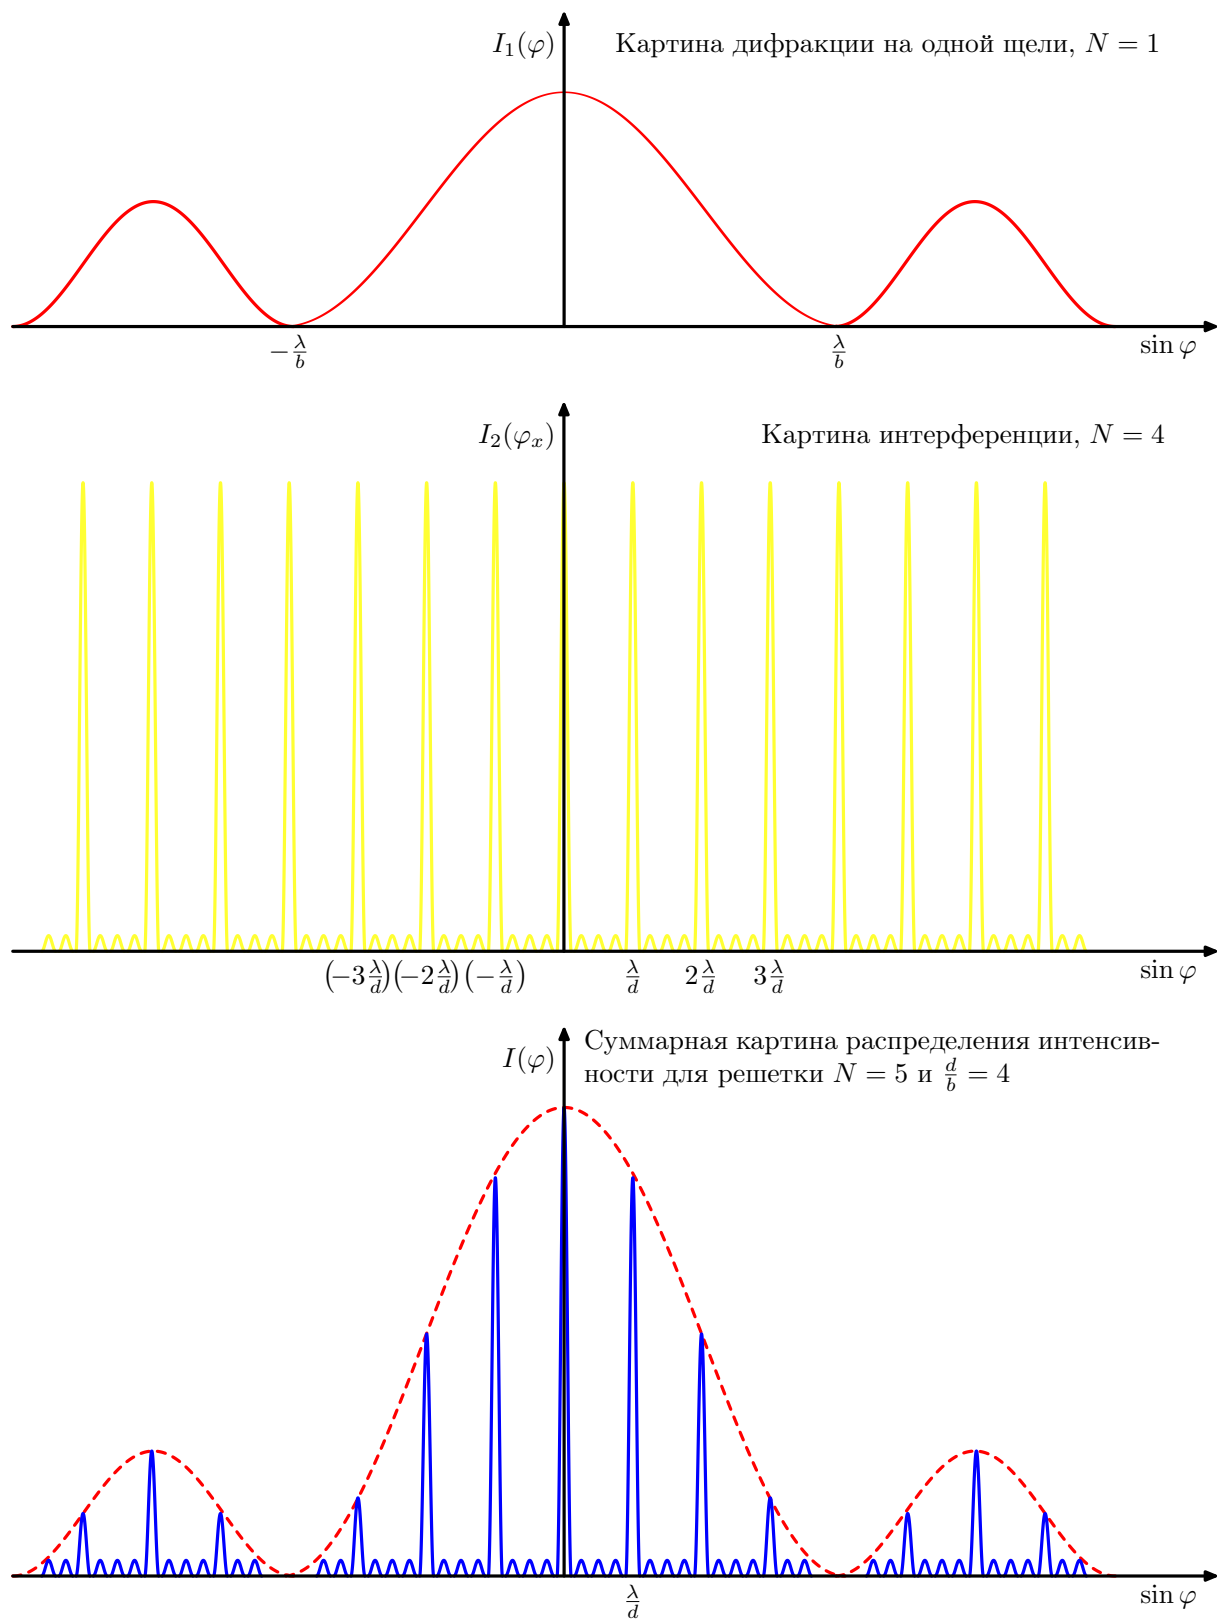 I₁(φ)
Картина дифракции на одной щели, N = 1
−λ/b
λ/b
sin φ
I₂(φₓ)
Картина интерференции, N = 4
(−3λ/d)(−2λ/d)(−λ/d)
λ/d
2λ/d
3λ/d
sin φ
I(φ)
Суммарная картина распределения интенсив-
ности для решетки N = 5 и d/b = 4
λ/d
sin φ